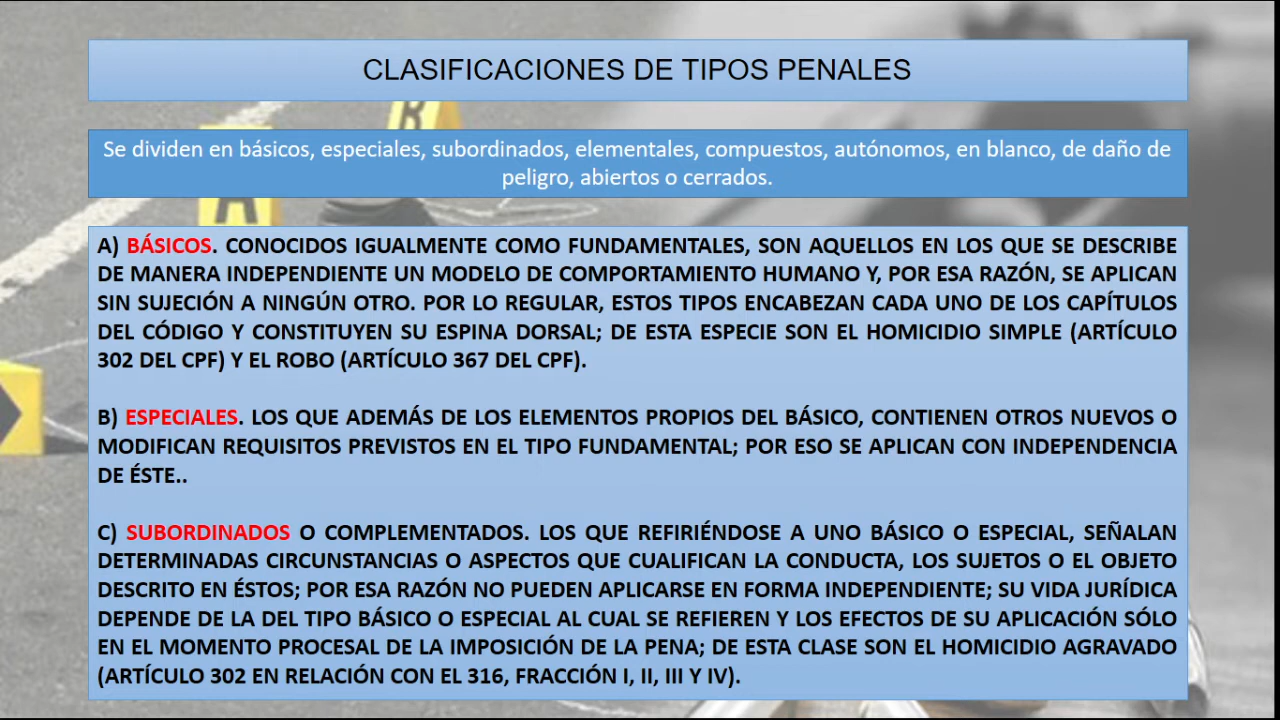 CLASIFICACIONES DE TIPOS PENALES
Se dividen en básicos, especiales, subordinados, elementales, compuestos, autónomos, en blanco, de daño de
peligro, abiertos o cerrados.
A) BÁSICOS. CONOCIDOS IGUALMENTE COMO FUNDAMENTALES, SON AQUELLOS EN LOS QUE SE DESCRIBE
DE MANERA INDEPENDIENTE UN MODELO DE COMPORTAMIENTO HUMANO Y, POR ESA RAZÓN, SE APLICAN
SIN SUJECIÓN A NINGÚN OTRO. POR LO REGULAR, ESTOS TIPOS ENCABEZAN CADA UNO DE LOS CAPÍTULOS
DEL CÓDIGO Y CONSTITUYEN SU ESPINA DORSAL; DE ESTA ESPECIE SON EL HOMICIDIO SIMPLE (ARTÍCULO
302 DEL CPF) Y EL ROBO (ARTÍCULO 367 DEL CPF).
B) ESPECIALES. LOS QUE ADEMÁS DE LOS ELEMENTOS PROPIOS DEL BÁSICO, CONTIENEN OTROS NUEVOS O
MODIFICAN REQUISITOS PREVISTOS EN EL TIPO FUNDAMENTAL; POR ESO SE APLICAN CON INDEPENDENCIA
DE ÉSTE..
C) SUBORDINADOS O COMPLEMENTADOS. LOS QUE REFIRIÉNDOSE A UNO BÁSICO O ESPECIAL, SEÑALAN
DETERMINADAS CIRCUNSTANCIAS O ASPECTOS QUE CUALIFICAN LA CONDUCTA, LOS SUJETOS O EL OBJETO
DESCRITO EN ÉSTOS; POR ESA RAZÓN NO PUEDEN APLICARSE EN FORMA INDEPENDIENTE; SU VIDA JURÍDICA
DEPENDE DE LA DEL TIPO BÁSICO O ESPECIAL AL CUAL SE REFIEREN Y LOS EFECTOS DE SU APLICACIÓN SÓLO
EN EL MOMENTO PROCESAL DE LA IMPOSICIÓN DE LA PENA; DE ESTA CLASE SON EL HOMICIDIO AGRAVADO
(ARTÍCULO 302 EN RELACIÓN CON EL 316, FRACCIÓN I, II, III Y IV).
B
A